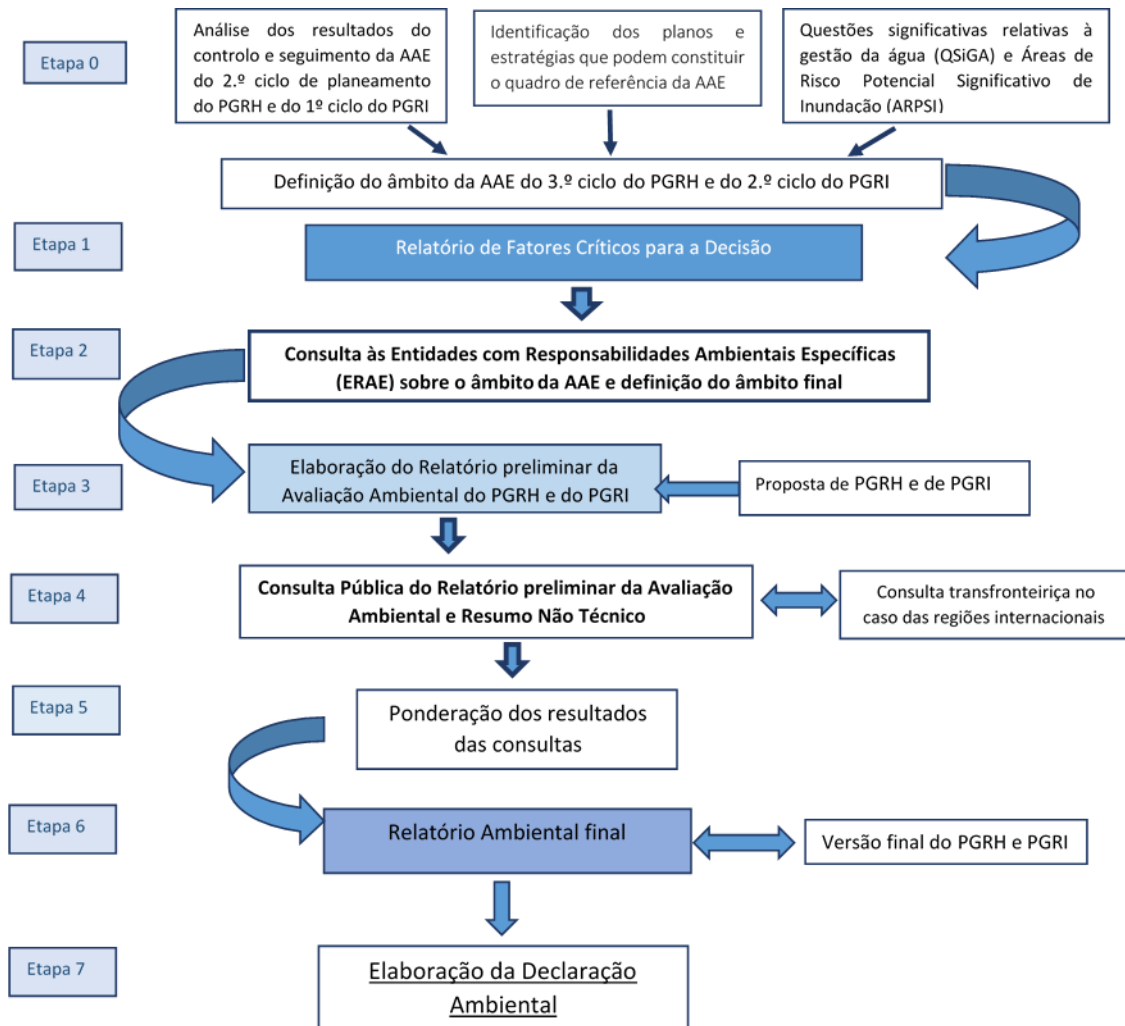 Etapa 0
Análise dos resultados do
controlo e seguimento da AAE
do 2.º ciclo de planeamento
do PGRH e do 1º ciclo do PGRI
Identificação dos planos e
estratégias que podem constituir
o quadro de referência da AAE
Questões significativas relativas à
gestão da água (QSiGA) e Áreas de
Risco Potencial Significativo de
Inundação (ARPSI)
Definição do âmbito da AAE do 3.º ciclo do PGRH e do 2.º ciclo do PGRI
Etapa 1
Relatório de Fatores Críticos para a Decisão
Etapa 2
Consulta às Entidades com Responsabilidades Ambientais Específicas
(ERAE) sobre o âmbito da AAE e definição do âmbito final
Etapa 3
Elaboração do Relatório preliminar da
Avaliação Ambiental do PGRH e do PGRI
Proposta de PGRH e de PGRI
Etapa 4
Consulta Pública do Relatório preliminar da Avaliação
Ambiental e Resumo Não Técnico
Consulta transfronteiriça no
caso das regiões internacionais
Etapa 5
Ponderação dos resultados
das consultas
Etapa 6
Relatório Ambiental final
Versão final do PGRH e PGRI
Etapa 7
Elaboração da Declaração
Ambiental